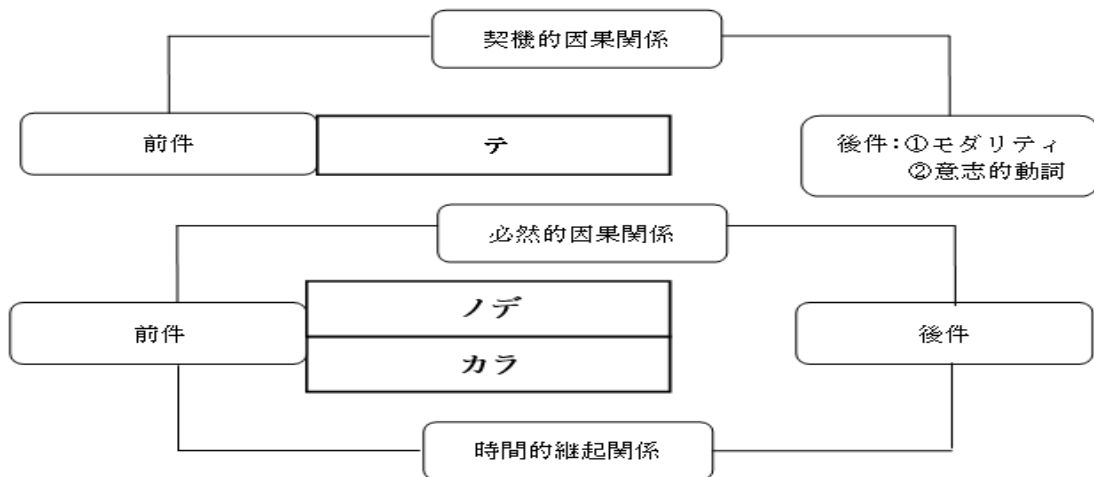 契機的因果関係
前件
テ
後件:①モダリティ
②意志的動詞
必然的因果関係
前件
ノデ
カラ
後件
時間的継起関係